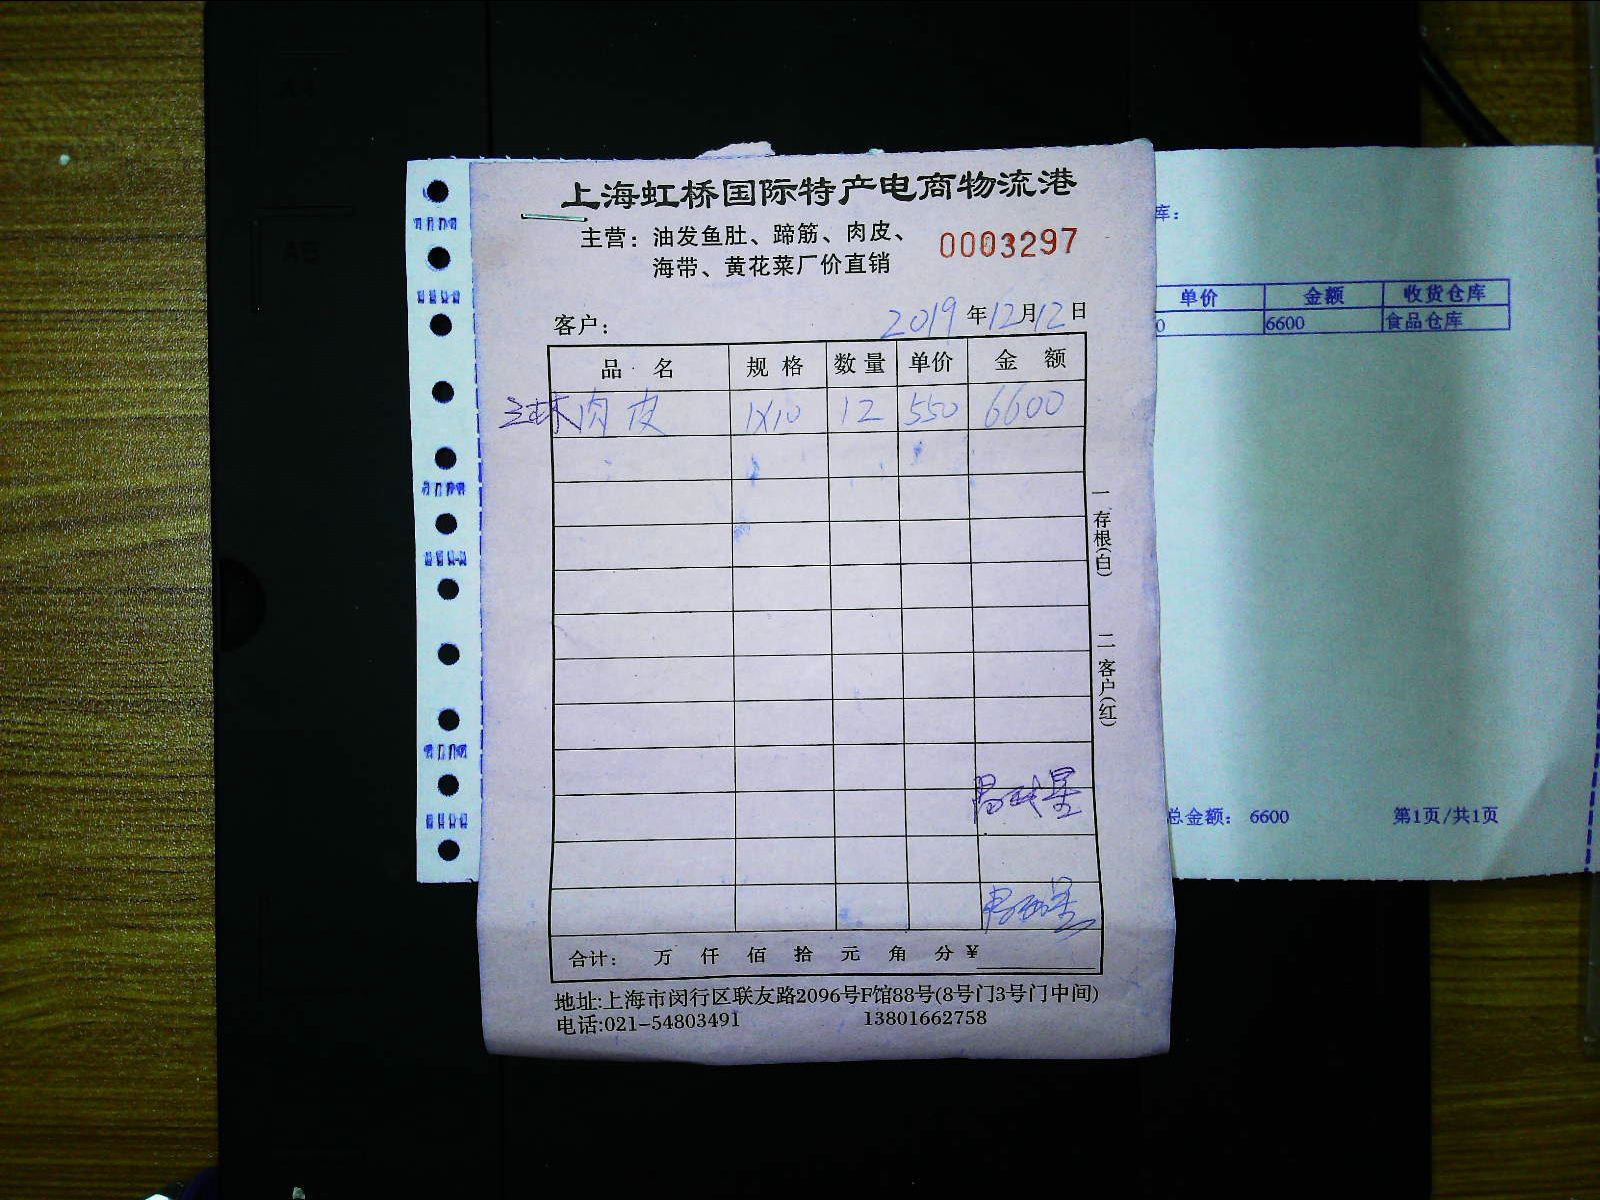 上海虹桥国际特产电商物流港
主营：油发鱼肚、蹄筋、肉皮、
海带、黄花菜厂价直销
0003297
客户：
2019年12月12日
品 名 规 格 数量 单价 金 额
肉皮 1X10 12 550 6600
一存根(白)
二客户(红)
合计： 万 仟 佰 拾 元 角 分 ¥
地址:上海市闵行区联友路2096号F馆88号(8号门3号门中间)
电话:021-54803491 13801662758
库：
单价 金额 收货仓库
0 6600 食品仓库
总金额： 6600 第1页/共1页
A5